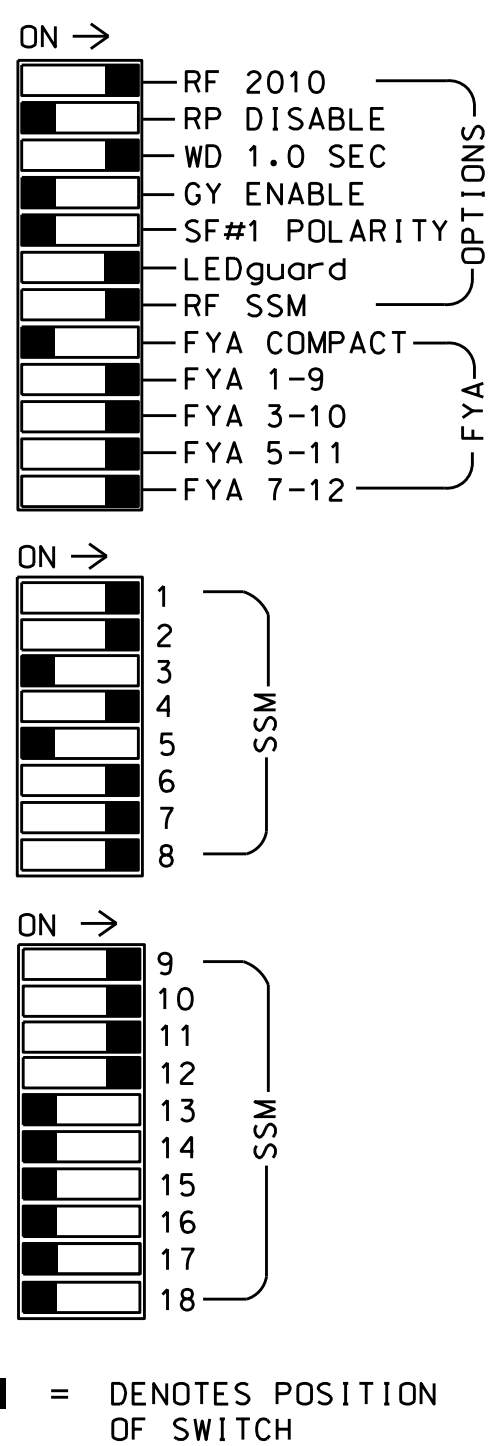 ON →
RF 2010
RP DISABLE
WD 1.0 SEC
GY ENABLE
SF#1 POLARITY
LEDguard
RF SSM
OPTIONS
FYA COMPACT
FYA 1-9
FYA 3-10
FYA 5-11
FYA 7-12
FYA
ON →
1
2
3
4
5
6
7
8
SSM
ON →
9
10
11
12
13
14
15
16
17
18
SSM
= DENOTES POSITION
OF SWITCH